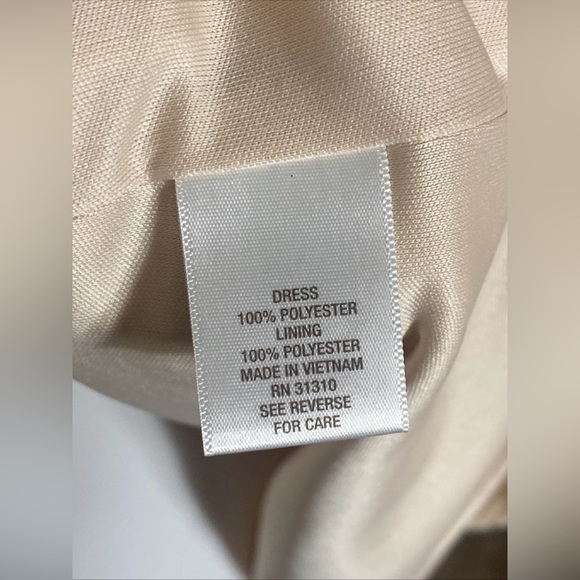 DRESS
100% POLYESTER
LINING
100% POLYESTER
MADE IN VIETNAM
RN 31310
SEE REVERSE
FOR CARE